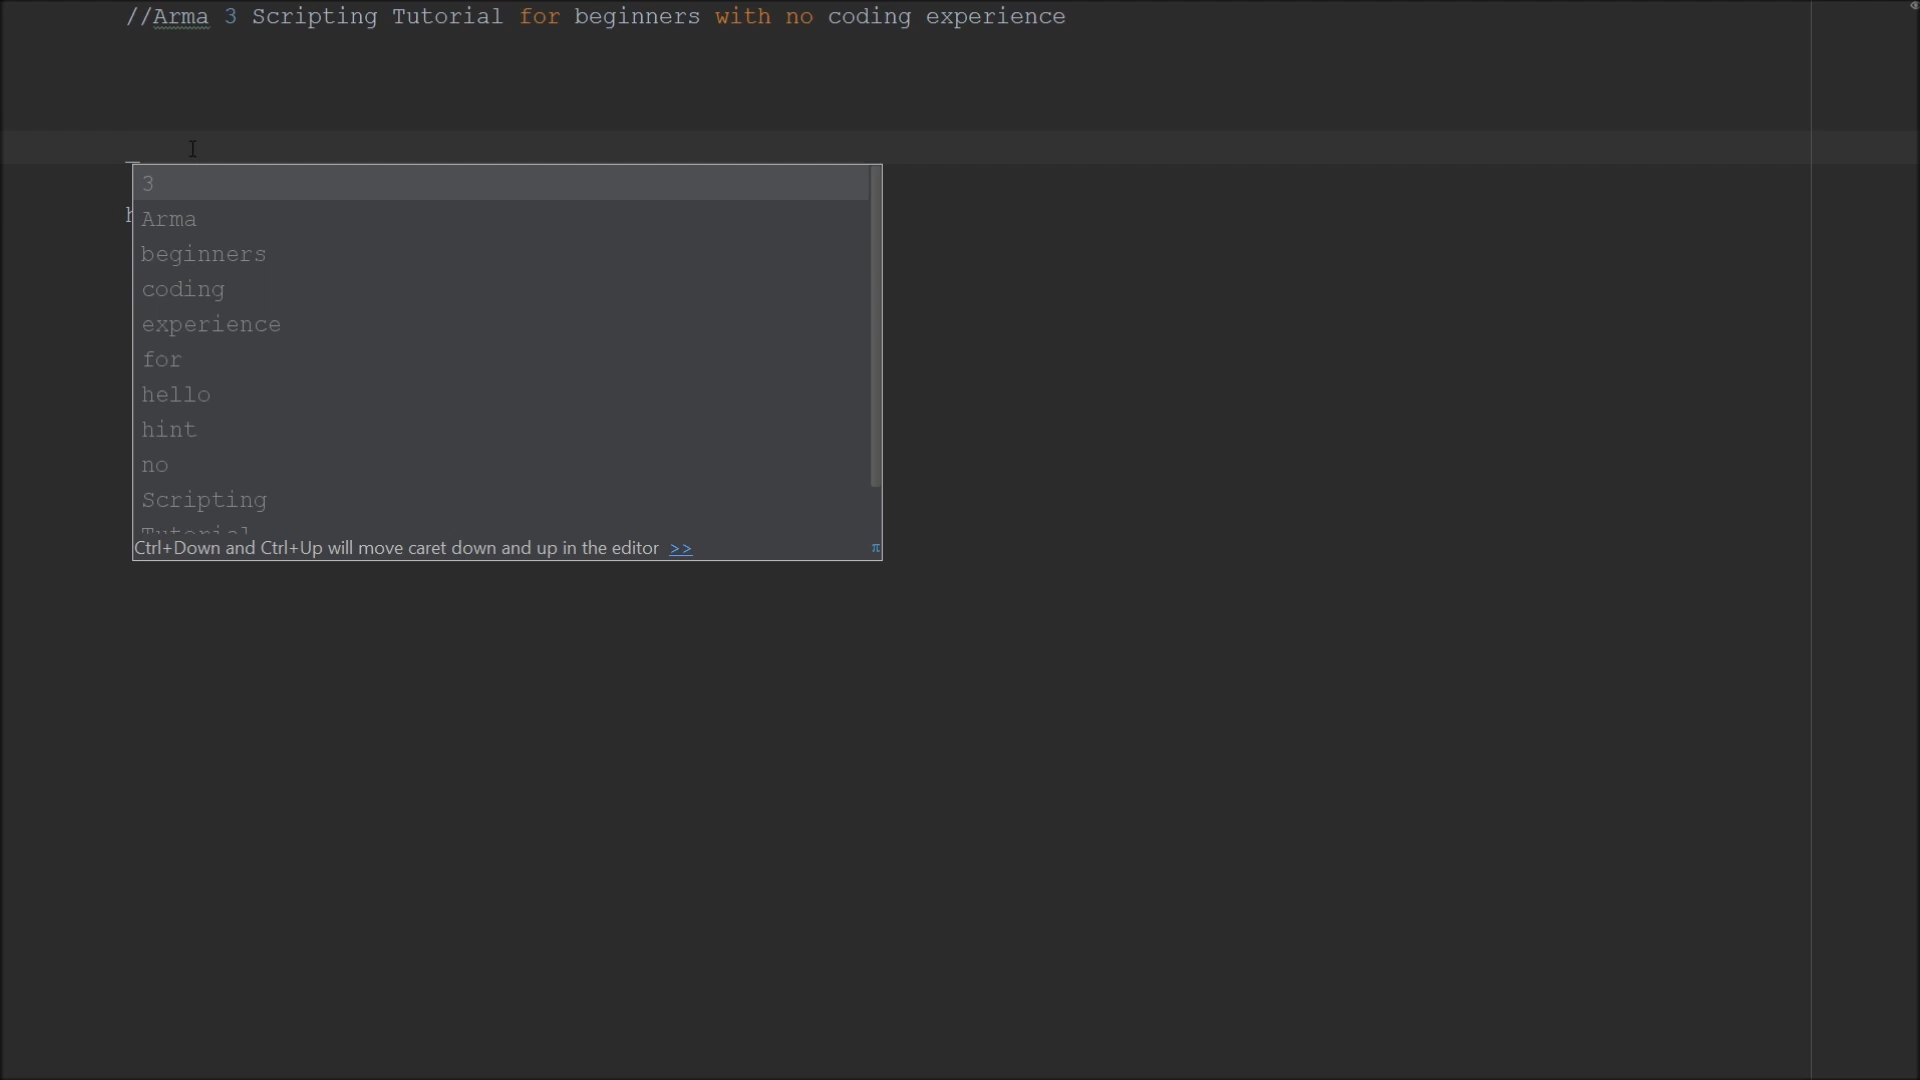 //Arma 3 Scripting Tutorial for beginners with no coding experience
_
3
h
Arma
beginners
coding
experience
for
hello
hint
no
Scripting
Tutorial
Ctrl+Down and Ctrl+Up will move caret down and up in the editor >>
π